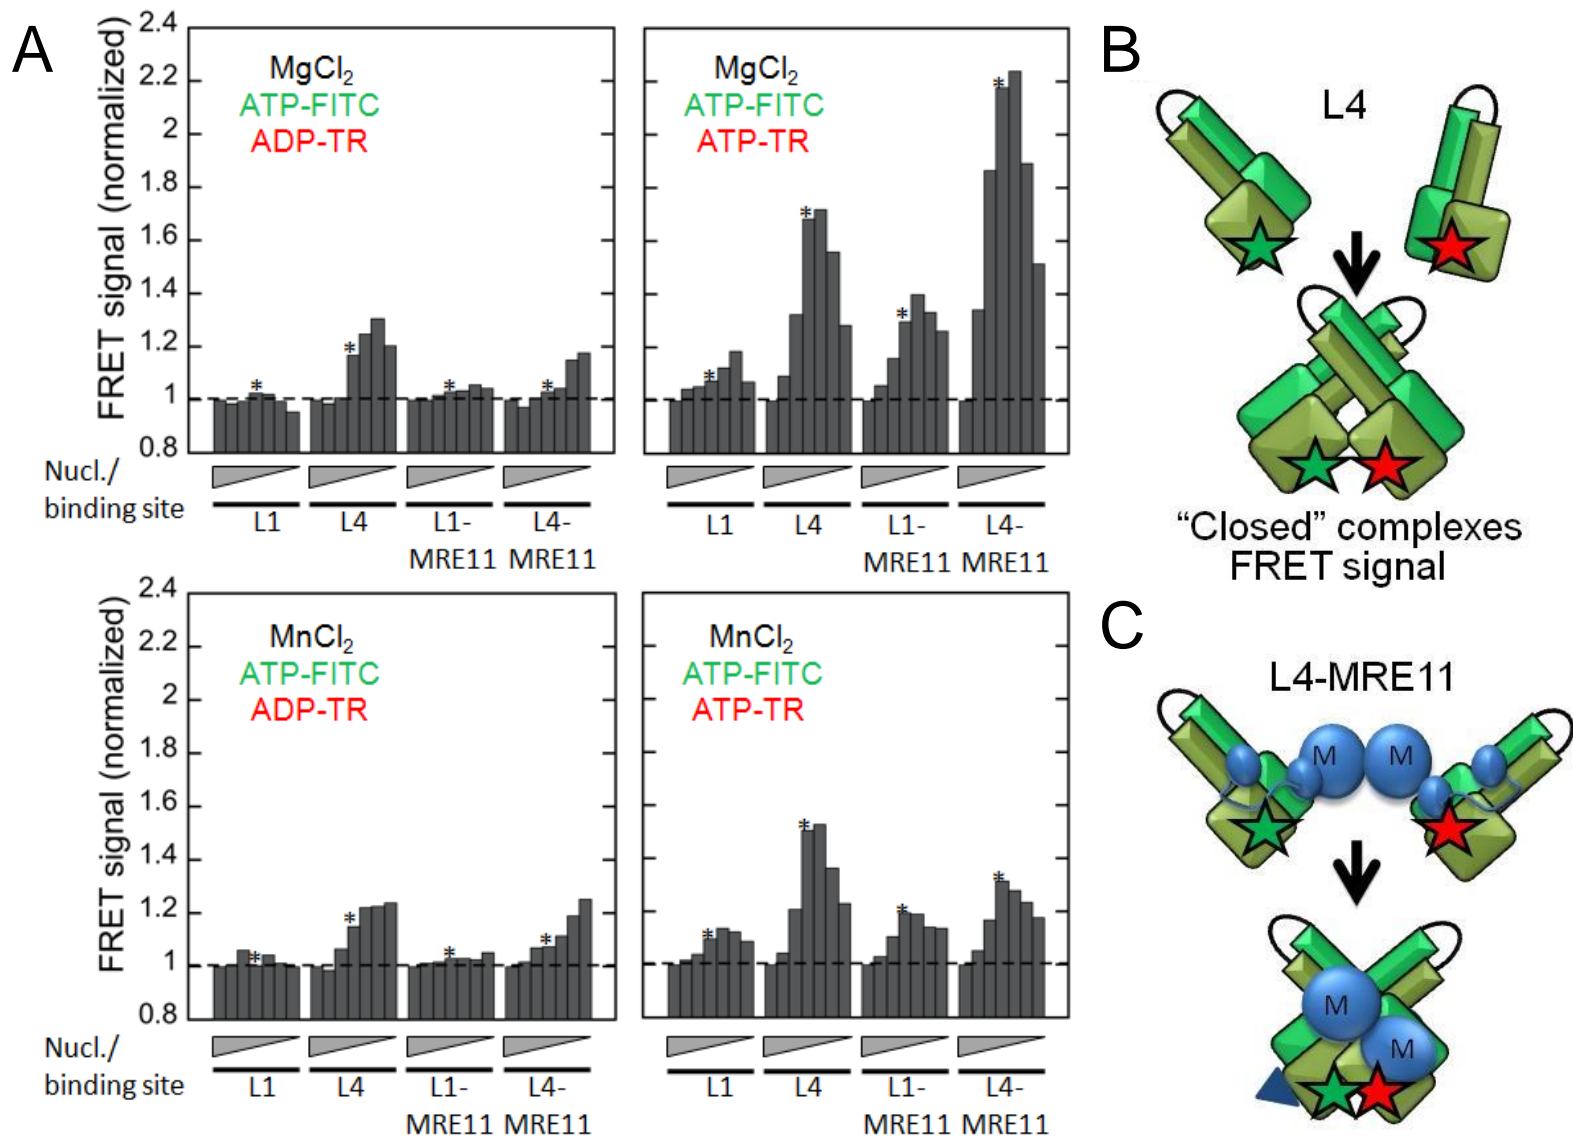 A
FRET signal (normalized)
2.4
2.2
2
1.8
1.6
1.4
1.2
1
0.8
MgCl2
ATP-FITC
ADP-TR
*
*
*
*
MgCl2
ATP-FITC
ATP-TR
*
*
*
*
Nucl./
binding site
L1
L4
L1-
MRE11
L4-
MRE11
L1
L4
L1-
MRE11
L4-
MRE11
FRET signal (normalized)
2.4
2.2
2
1.8
1.6
1.4
1.2
1
0.8
MnCl2
ATP-FITC
ADP-TR
*
*
*
*
MnCl2
ATP-FITC
ATP-TR
*
*
*
*
Nucl./
binding site
L1
L4
L1-
MRE11
L4-
MRE11
L1
L4
L1-
MRE11
L4-
MRE11
B
L4
“Closed” complexes
FRET signal
C
L4-MRE11
M
M
M
M